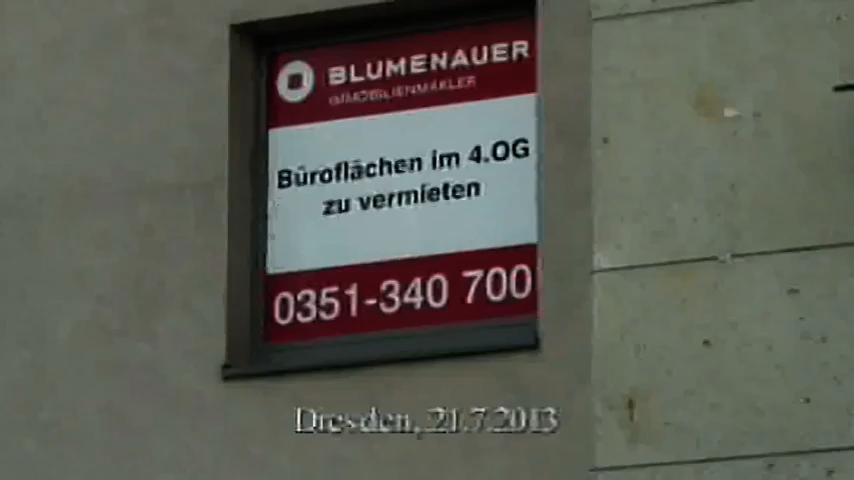 BLUMENAUER
IMMOBILIENMAKLER
Büroflächen im 4.OG
zu vermieten
0351-340 700
Dresden, 21.7.2013